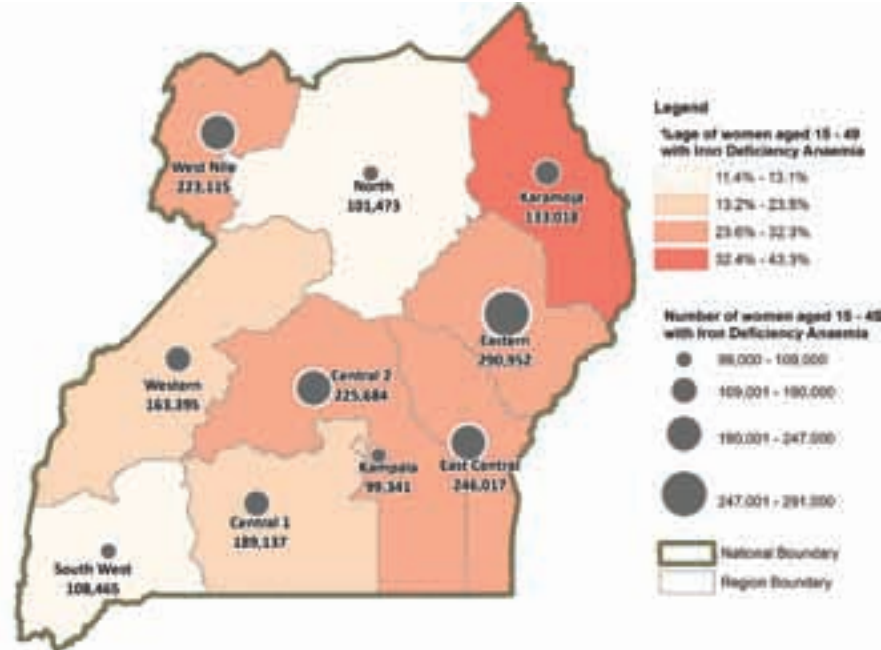 West Nile
223,115
North
101,473
Karamoja
133,018
Eastern
290,952
Western
163,395
Central 2
225,684
Kampala
99,341
East Central
246,017
Central 1
189,137
South West
108,465
Legend
%age of women aged 15 - 49
with Iron Deficiency Anaemia
11.4% - 13.1%
13.2% - 23.5%
23.6% - 32.3%
32.4% - 43.3%
Number of women aged 15 - 49
with Iron Deficiency Anaemia
99,000 - 109,000
109,001 - 190,000
190,001 - 247,000
247,001 - 291,000
National Boundary
Region Boundary